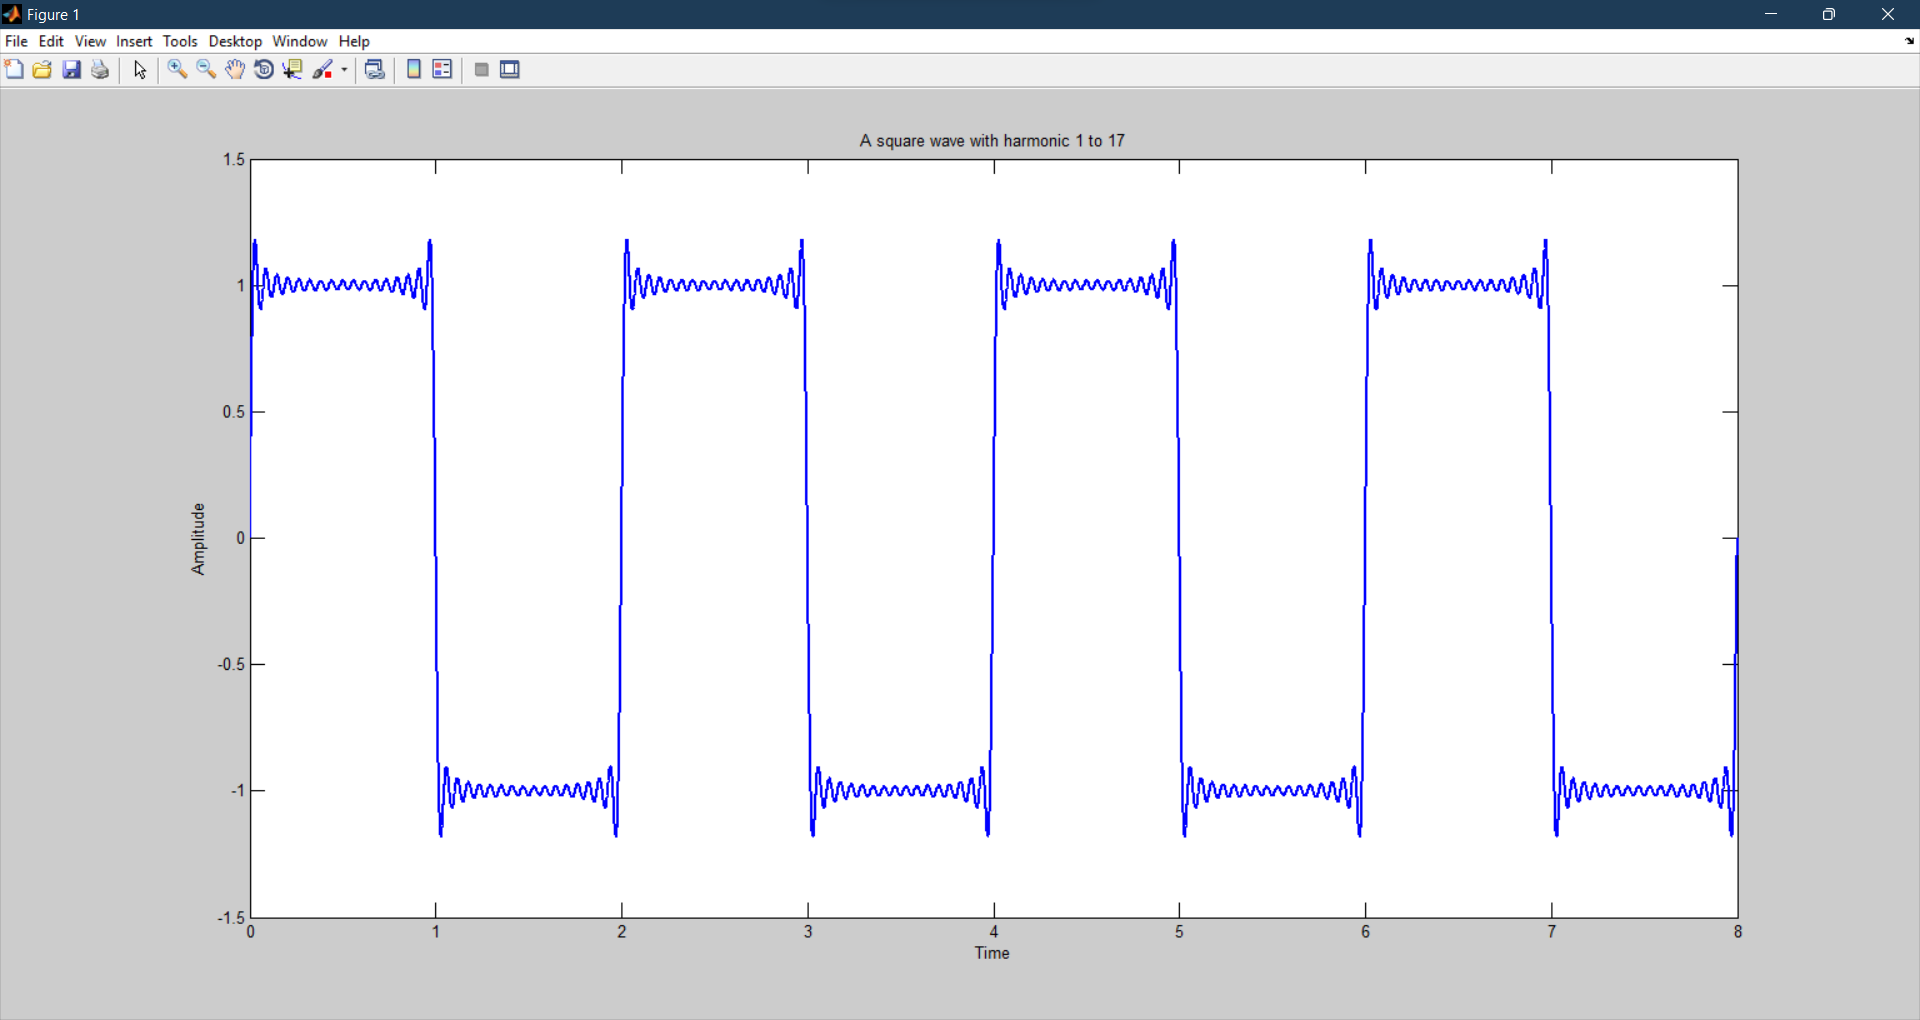 Figure 1
File Edit View Insert Tools Desktop Window Help
A square wave with harmonic 1 to 17
1.5
1
0.5
0
-0.5
-1
-1.5
Amplitude
0 1 2 3 4 5 6 7 8
Time